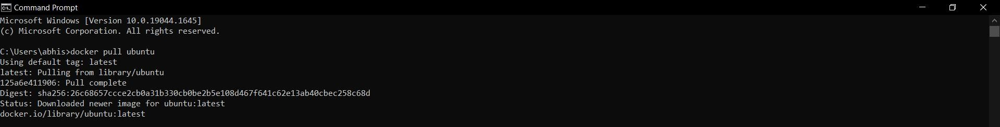 Command Prompt
Microsoft Windows [Version 10.0.19044.1645]
(c) Microsoft Corporation. All rights reserved.
C:\Users\abhis>docker pull ubuntu
Using default tag: latest
latest: Pulling from library/ubuntu
125a6e411906: Pull complete
Digest: sha256:26c68657ccce2cb0a31b330cb0be2b5e108d467f641c62e13ab40cbec258c68d
Status: Downloaded newer image for ubuntu:latest
docker.io/library/ubuntu:latest